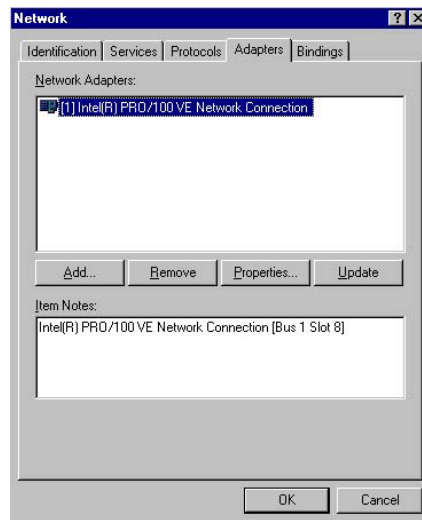 Network
Identification Services Protocols Adapters Bindings
Network Adapters:
[1] Intel(R) PRO/100 VE Network Connection
Add... Remove Properties... Update
Item Notes:
Intel(R) PRO/100 VE Network Connection [Bus 1 Slot 8]
OK Cancel